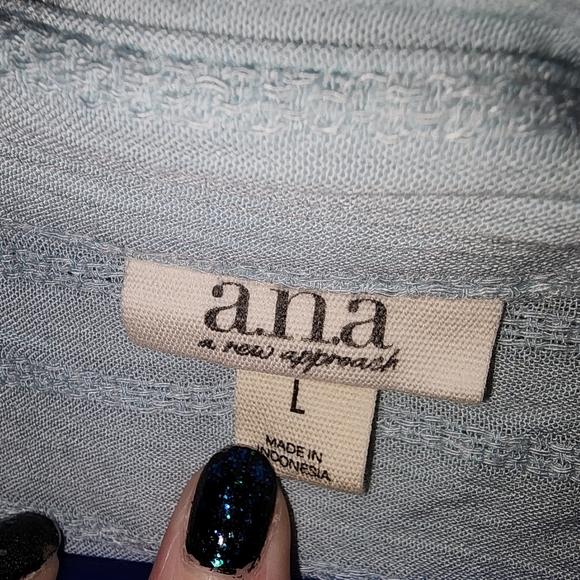 a.n.a
a new approach
L
MADE IN
INDONESIA